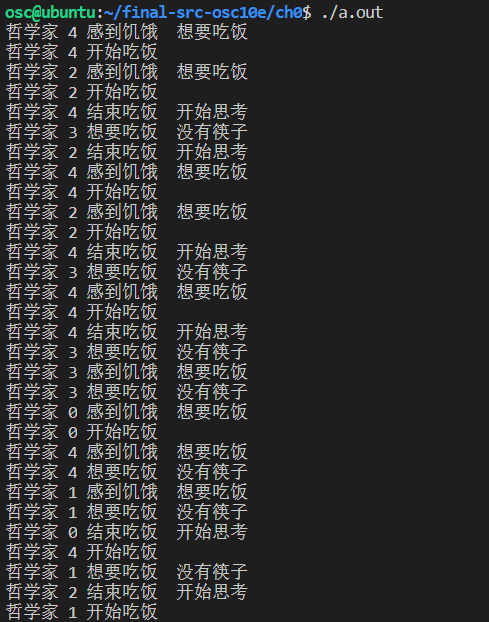 osc@ubuntu:~/final-src-osc10e/ch0$ ./a.out
哲学家 4 感到饥饿  想要吃饭
哲学家 4 开始吃饭
哲学家 2 感到饥饿  想要吃饭
哲学家 2 开始吃饭
哲学家 4 结束吃饭  开始思考
哲学家 3 想要吃饭  没有筷子
哲学家 2 结束吃饭  开始思考
哲学家 4 感到饥饿  想要吃饭
哲学家 4 开始吃饭
哲学家 2 感到饥饿  想要吃饭
哲学家 2 开始吃饭
哲学家 4 结束吃饭  开始思考
哲学家 3 想要吃饭  没有筷子
哲学家 4 感到饥饿  想要吃饭
哲学家 4 开始吃饭
哲学家 4 结束吃饭  开始思考
哲学家 3 想要吃饭  没有筷子
哲学家 3 感到饥饿  想要吃饭
哲学家 3 想要吃饭  没有筷子
哲学家 0 感到饥饿  想要吃饭
哲学家 0 开始吃饭
哲学家 4 感到饥饿  想要吃饭
哲学家 4 想要吃饭  没有筷子
哲学家 1 感到饥饿  想要吃饭
哲学家 1 想要吃饭  没有筷子
哲学家 0 结束吃饭  开始思考
哲学家 4 开始吃饭
哲学家 1 想要吃饭  没有筷子
哲学家 2 结束吃饭  开始思考
哲学家 1 开始吃饭